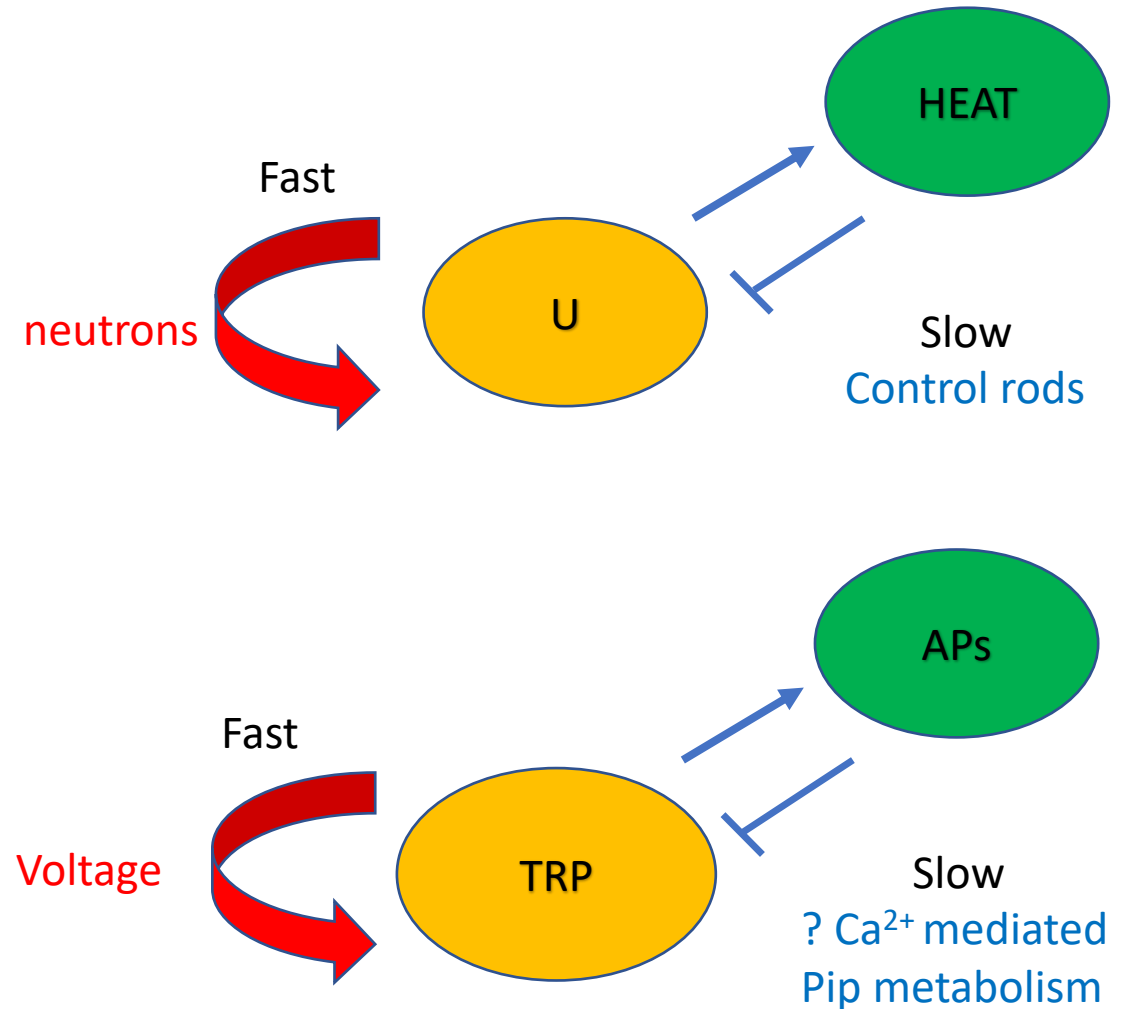 HEAT
Fast
neutrons
U
Slow
Control rods
APs
Fast
Voltage
TRP
Slow
? Ca²⁺ mediated
Pip metabolism